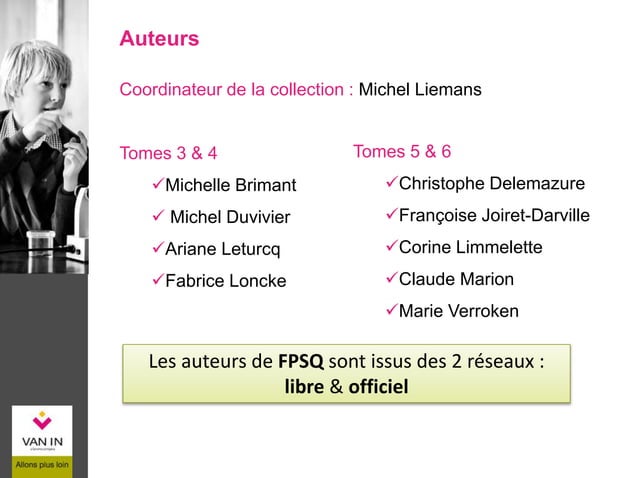 Auteurs
Coordinateur de la collection : Michel Liemans
Tomes 3 & 4
✓Michelle Brimant
✓ Michel Duvivier
✓Ariane Leturcq
✓Fabrice Loncke
Tomes 5 & 6
✓Christophe Delemazure
✓Françoise Joiret-Darville
✓Corine Limmelette
✓Claude Marion
✓Marie Verroken
Les auteurs de FPSQ sont issus des 2 réseaux :
libre & officiel
VAN IN
Allons plus loin